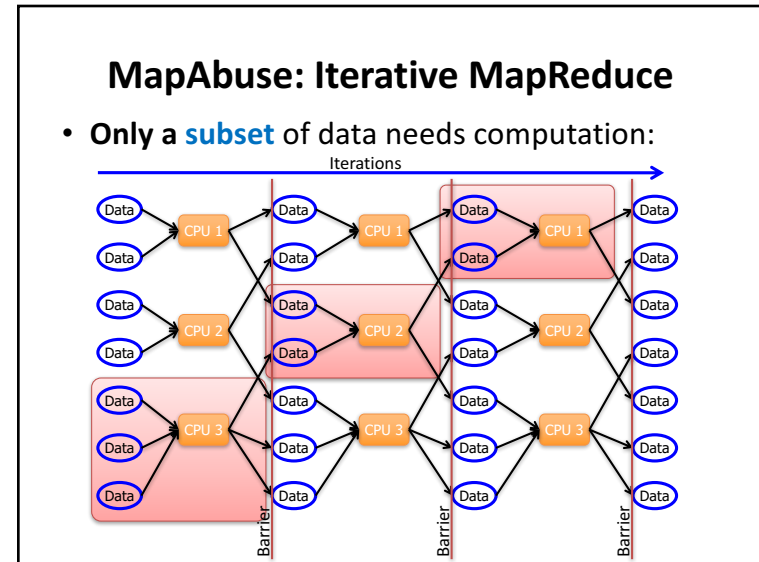 MapAbuse: Iterative MapReduce
• Only a subset of data needs computation:
Iterations
Data Data Data Data
CPU 1 CPU 1 CPU 1
Data Data Data Data
Data Data Data Data
CPU 2 CPU 2 CPU 2
Data Data Data Data
Data Data Data Data
CPU 3 CPU 3 CPU 3
Data Data Data Data
Data Data Data Data
Barrier Barrier Barrier